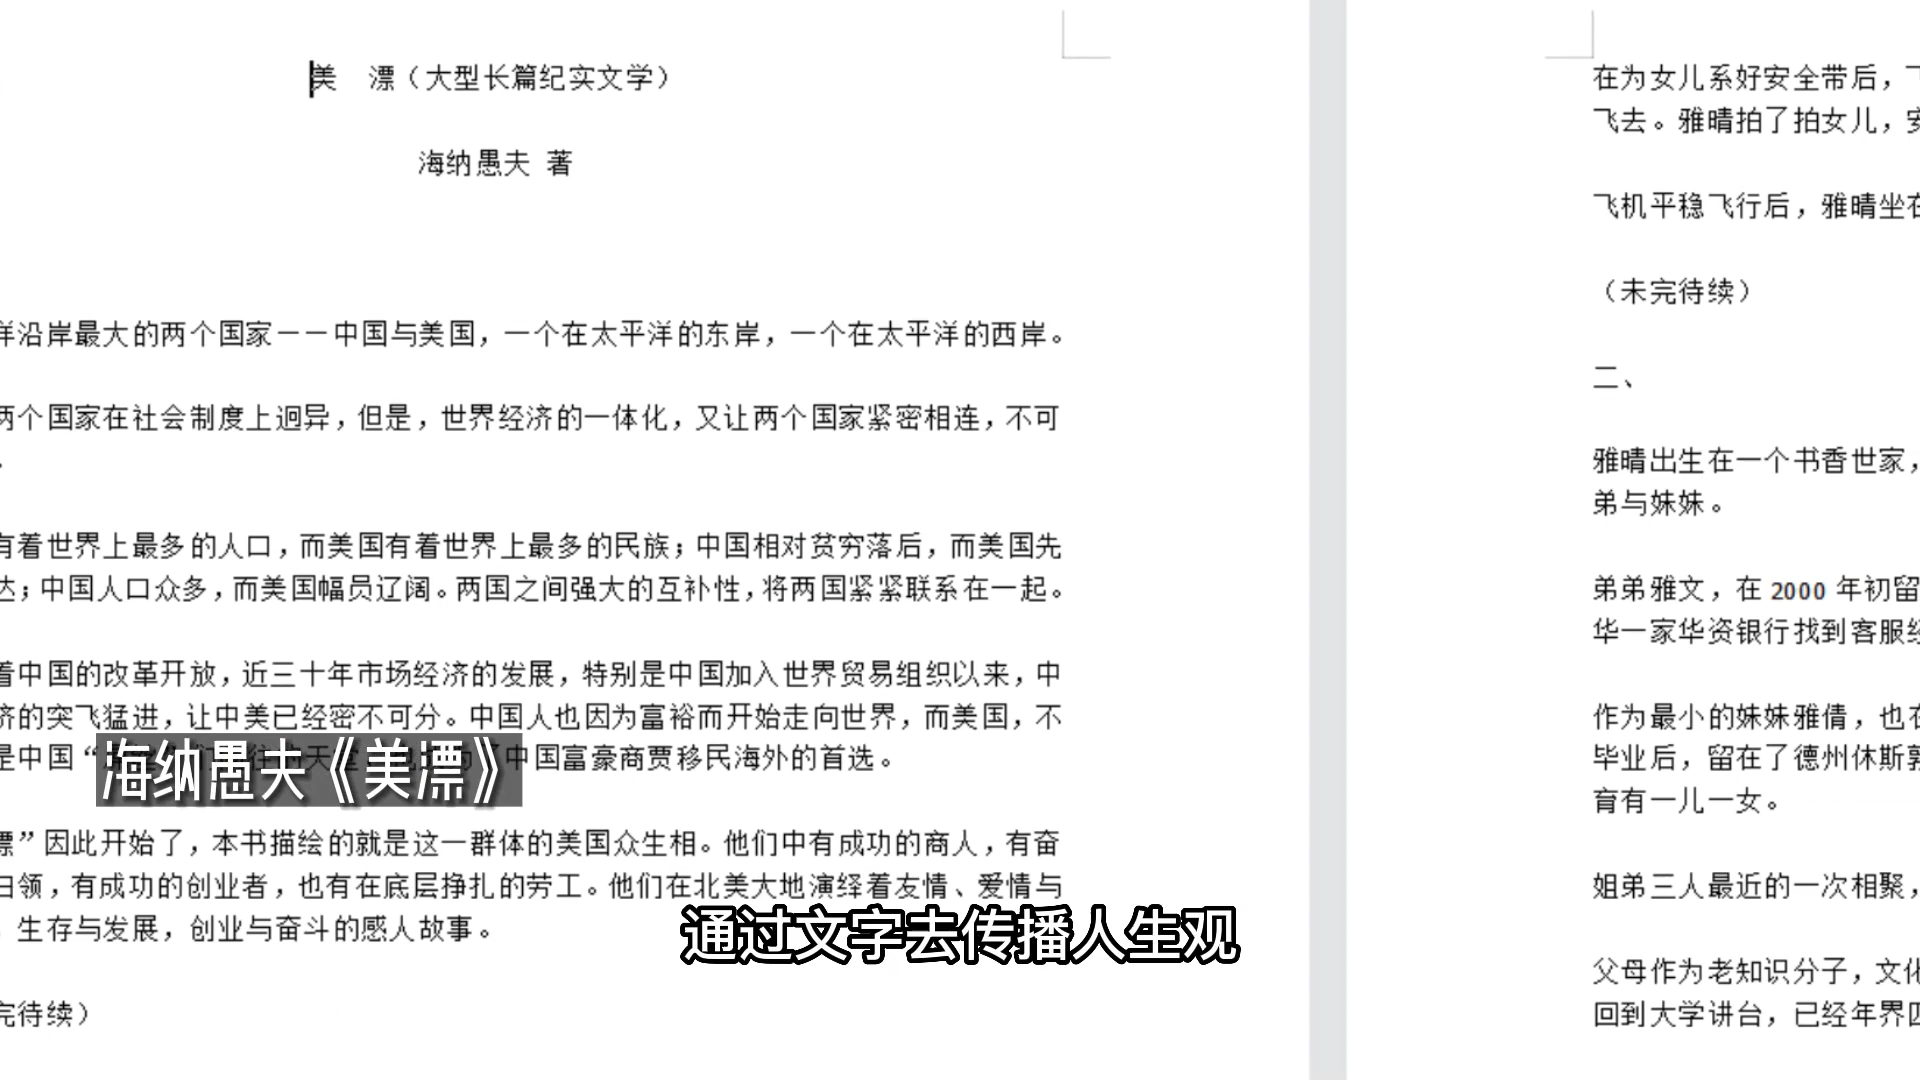 美 漂（大型长篇纪实文学）
海纳愚夫 著
沿岸最大的两个国家——中国与美国，一个在太平洋的东岸，一个在太平洋的西岸。
两个国家在社会制度上迥异，但是，世界经济的一体化，又让两个国家紧密相连，不可
有着世界上最多的人口，而美国有着世界上最多的民族；中国相对贫穷落后，而美国先
达；中国人口众多，而美国幅员辽阔。两国之间强大的互补性，将两国紧紧联系在一起。
着中国的改革开放，近三十年市场经济的发展，特别是中国加入世界贸易组织以来，中
济的突飞猛进，让中美已经密不可分。中国人也因为富裕而开始走向世界，而美国，不
是中国“ 中国富豪商贾移民海外的首选。
海纳愚夫《美漂》
漂”因此开始了，本书描绘的就是这一群体的美国众生相。他们中有成功的商人，有奋
白领，有成功的创业者，也有在底层挣扎的劳工。他们在北美大地演绎着友情、爱情与
生存与发展，创业与奋斗的感人故事。
完待续）
在为女儿系好安全带后，
飞去。雅晴拍了拍女儿，
飞机平稳飞行后，雅晴坐在
（未完待续）
二、
雅晴出生在一个书香世家，
弟与妹妹。
弟弟雅文，在 2000 年初留
华一家华资银行找到客服经
作为最小的妹妹雅倩，也在
毕业后，留在了德州休斯敦
育有一儿一女。
姐弟三人最近的一次相聚，
父母作为老知识分子，文化
回到大学讲台，已经年界四
通过文字去传播人生观